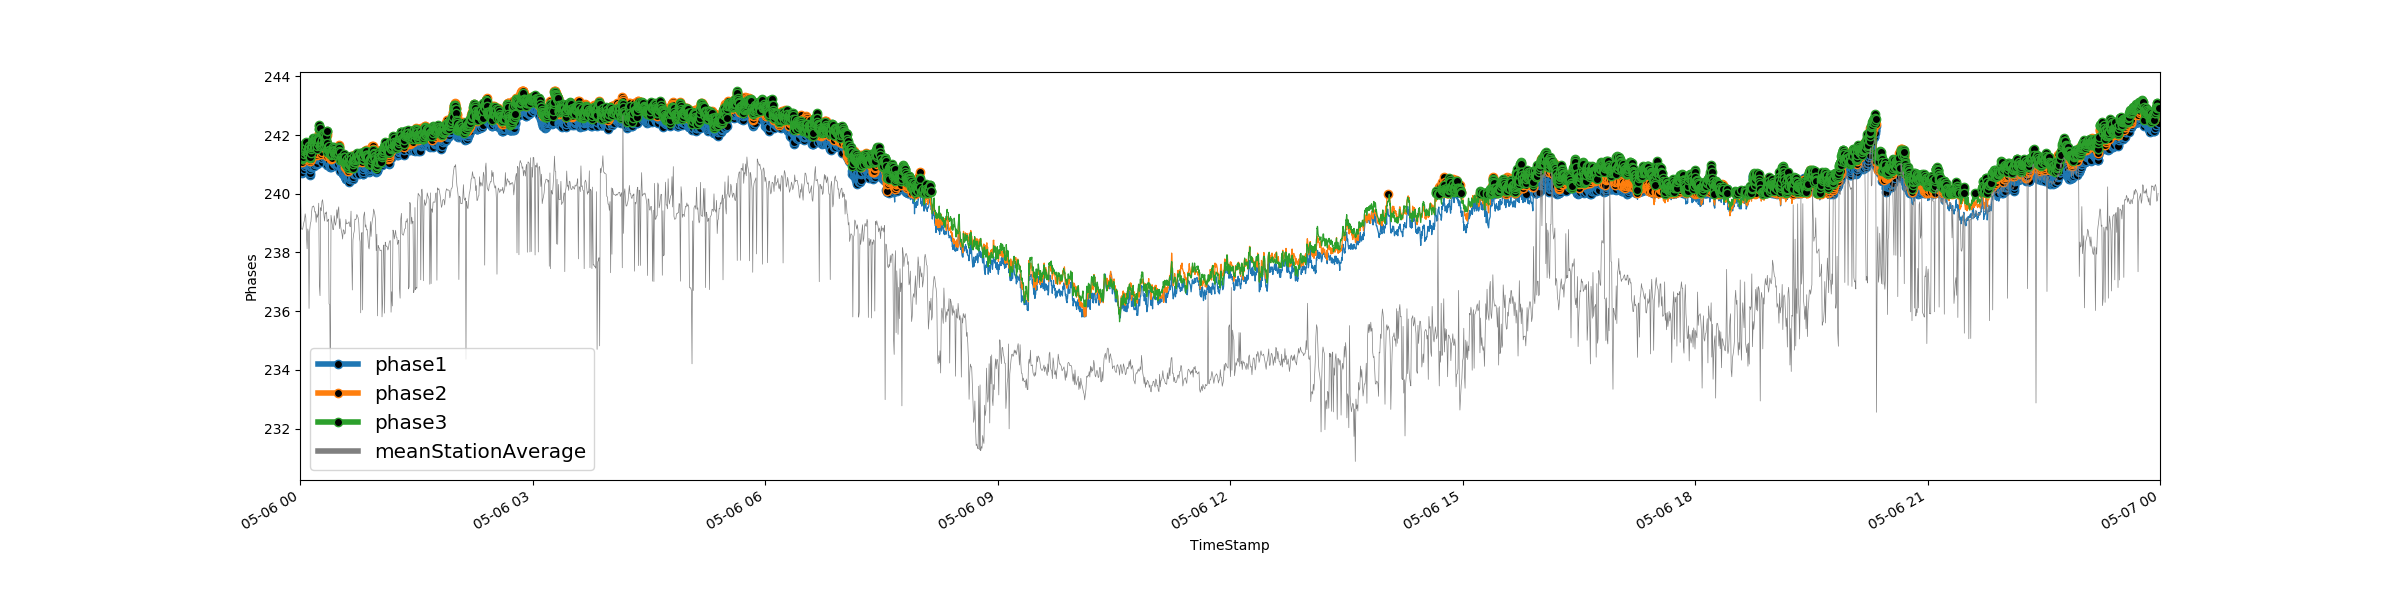 244
242
240
238
236
234
232
Phases
phase1
phase2
phase3
meanStationAverage
05-06 00
05-06 03
05-06 06
05-06 09
05-06 12
05-06 15
05-06 18
05-06 21
05-07 00
TimeStamp